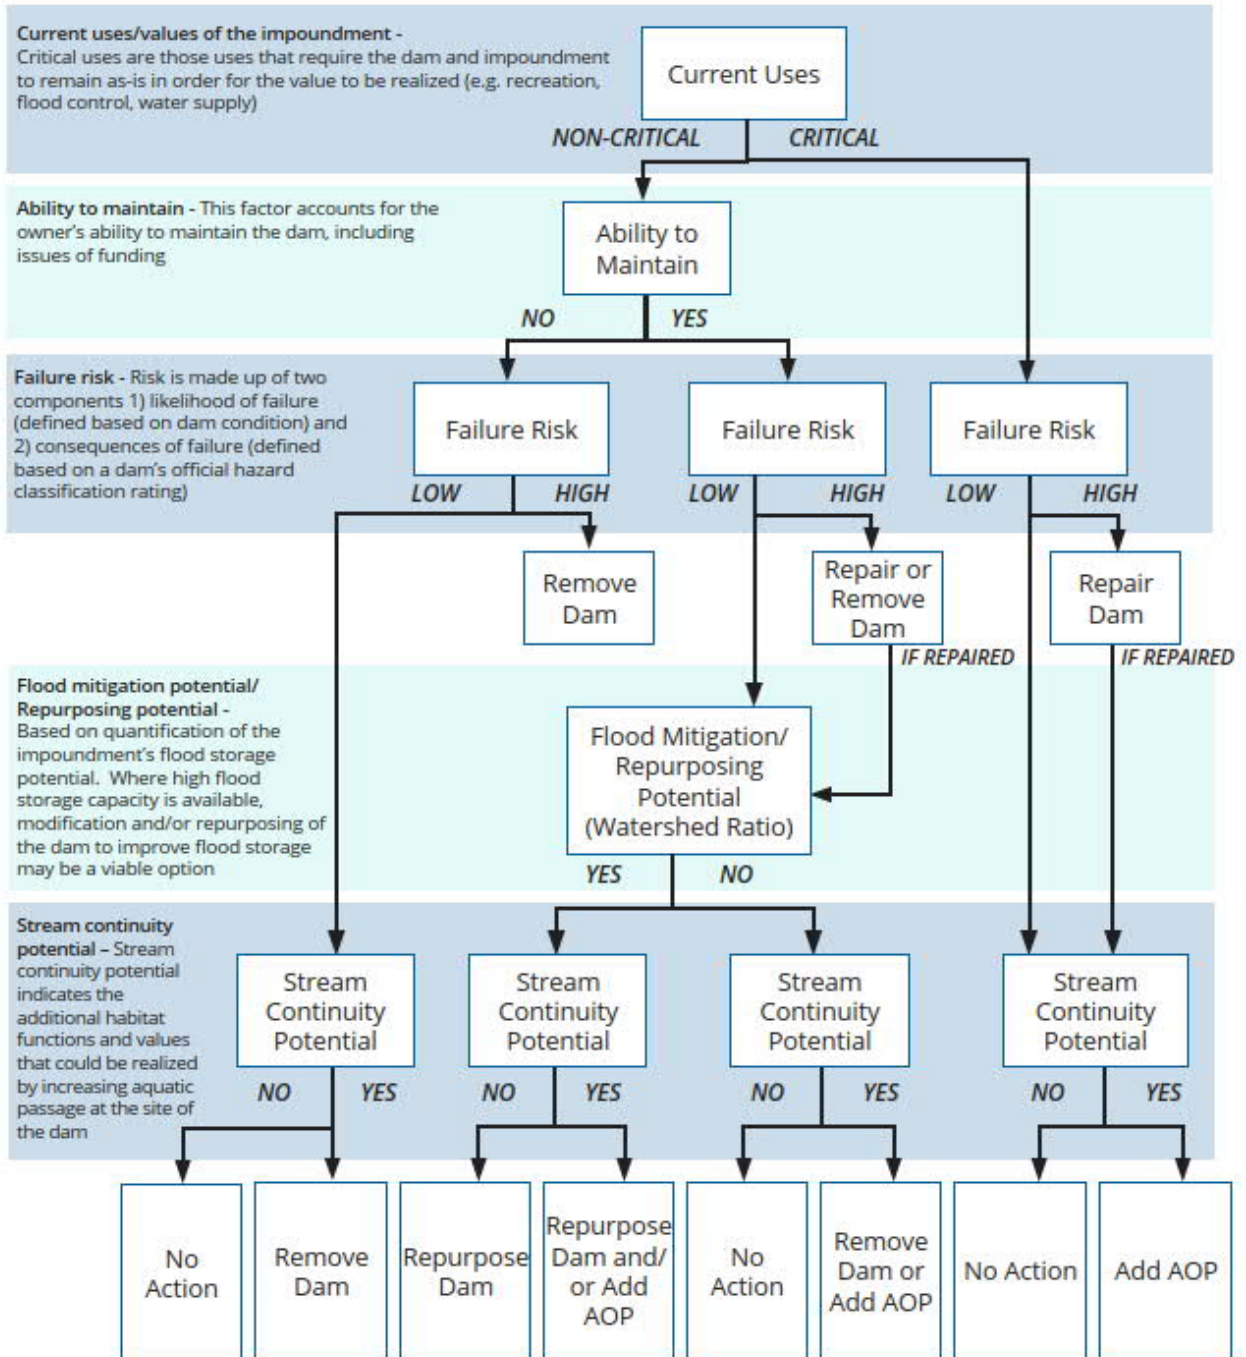 Current uses/values of the impoundment -
Critical uses are those uses that require the dam and impoundment
to remain as-is in order for the value to be realized (e.g. recreation,
flood control, water supply)
Current Uses
NON-CRITICAL
CRITICAL
Ability to maintain - This factor accounts for the
owner's ability to maintain the dam, including
issues of funding
Ability to
Maintain
NO
YES
Failure risk - Risk is made up of two
components 1) likelihood of failure
(defined based on dam condition) and
2) consequences of failure (defined
based on a dam's official hazard
classification rating)
Failure Risk
Failure Risk
Failure Risk
LOW
HIGH
LOW
HIGH
LOW
HIGH
Remove
Dam
Repair or
Remove
Dam
Repair
Dam
IF REPAIRED
IF REPAIRED
Flood mitigation potential/
Repurposing potential -
Based on quantification of the
impoundment's flood storage
potential. Where high flood
storage capacity is available,
modification and/or repurposing of
the dam to improve flood storage
may be a viable option
Flood Mitigation/
Repurposing
Potential
(Watershed Ratio)
YES
NO
Stream continuity
potential – Stream
continuity potential
indicates the
additional habitat
functions and values
that could be realized
by increasing aquatic
passage at the site of
the dam
Stream
Continuity
Potential
Stream
Continuity
Potential
Stream
Continuity
Potential
Stream
Continuity
Potential
NO
YES
NO
YES
NO
YES
NO
YES
No
Action
Remove
Dam
Repurpose
Dam
Repurpose
Dam and/
or Add
AOP
No
Action
Remove
Dam or
Add AOP
No Action
Add AOP